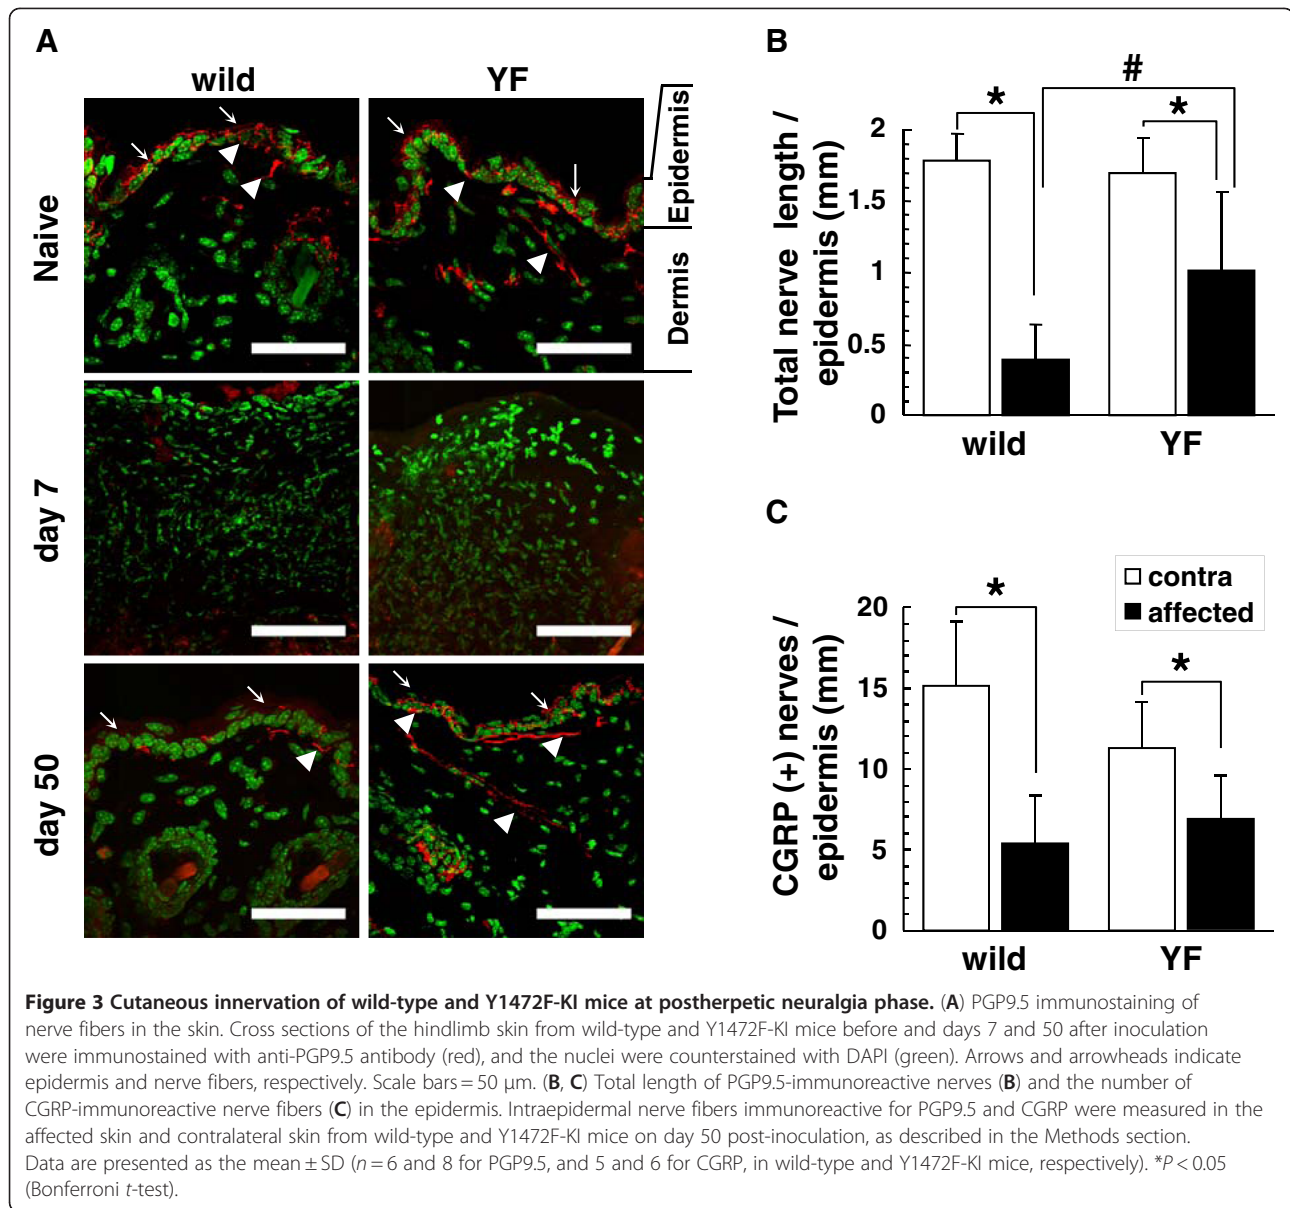 A
wild
YF
Naive
Epidermis
Dermis
day 7
day 50
B
Total nerve length /
epidermis (mm)
2
1.5
1
0.5
0
*
#
*
wild
YF
C
contra
affected
CGRP (+) nerves /
epidermis (mm)
20
15
10
5
0
*
*
wild
YF
Figure 3 Cutaneous innervation of wild-type and Y1472F-KI mice at postherpetic neuralgia phase. (A) PGP9.5 immunostaining of
nerve fibers in the skin. Cross sections of the hindlimb skin from wild-type and Y1472F-KI mice before and days 7 and 50 after inoculation
were immunostained with anti-PGP9.5 antibody (red), and the nuclei were counterstained with DAPI (green). Arrows and arrowheads indicate
epidermis and nerve fibers, respectively. Scale bars = 50 μm. (B, C) Total length of PGP9.5-immunoreactive nerves (B) and the number of
CGRP-immunoreactive nerve fibers (C) in the epidermis. Intraepidermal nerve fibers immunoreactive for PGP9.5 and CGRP were measured in the
affected skin and contralateral skin from wild-type and Y1472F-KI mice on day 50 post-inoculation, as described in the Methods section.
Data are presented as the mean ± SD (n = 6 and 8 for PGP9.5, and 5 and 6 for CGRP, in wild-type and Y1472F-KI mice, respectively). *P < 0.05
(Bonferroni t-test).